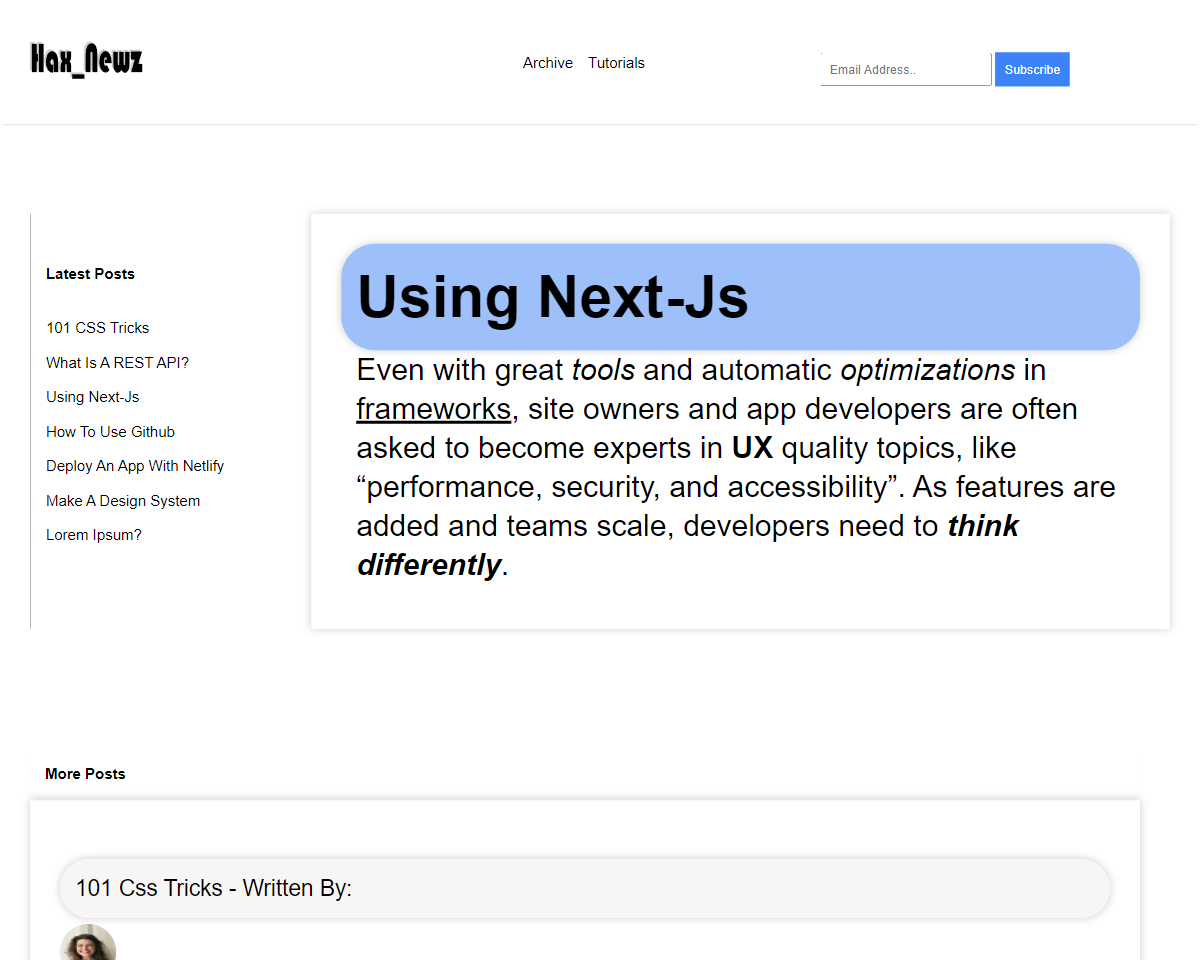 Hax_Newz
Archive Tutorials
Email Address..
Subscribe
Latest Posts
101 CSS Tricks
What Is A REST API?
Using Next-Js
How To Use Github
Deploy An App With Netlify
Make A Design System
Lorem Ipsum?
Using Next-Js
Even with great tools and automatic optimizations in
frameworks, site owners and app developers are often
asked to become experts in UX quality topics, like
“performance, security, and accessibility”. As features are
added and teams scale, developers need to think
differently.
More Posts
101 Css Tricks - Written By: